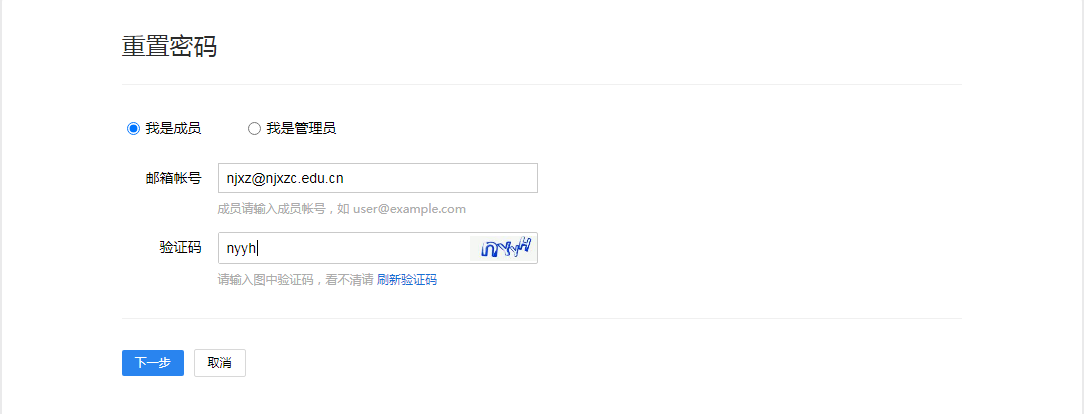 重置密码
我是成员 我是管理员
邮箱帐号 njxz@njxzc.edu.cn
成员请输入成员帐号，如 user@example.com
验证码 nyyh nyyH
请输入图中验证码，看不清请 刷新验证码
下一步 取消